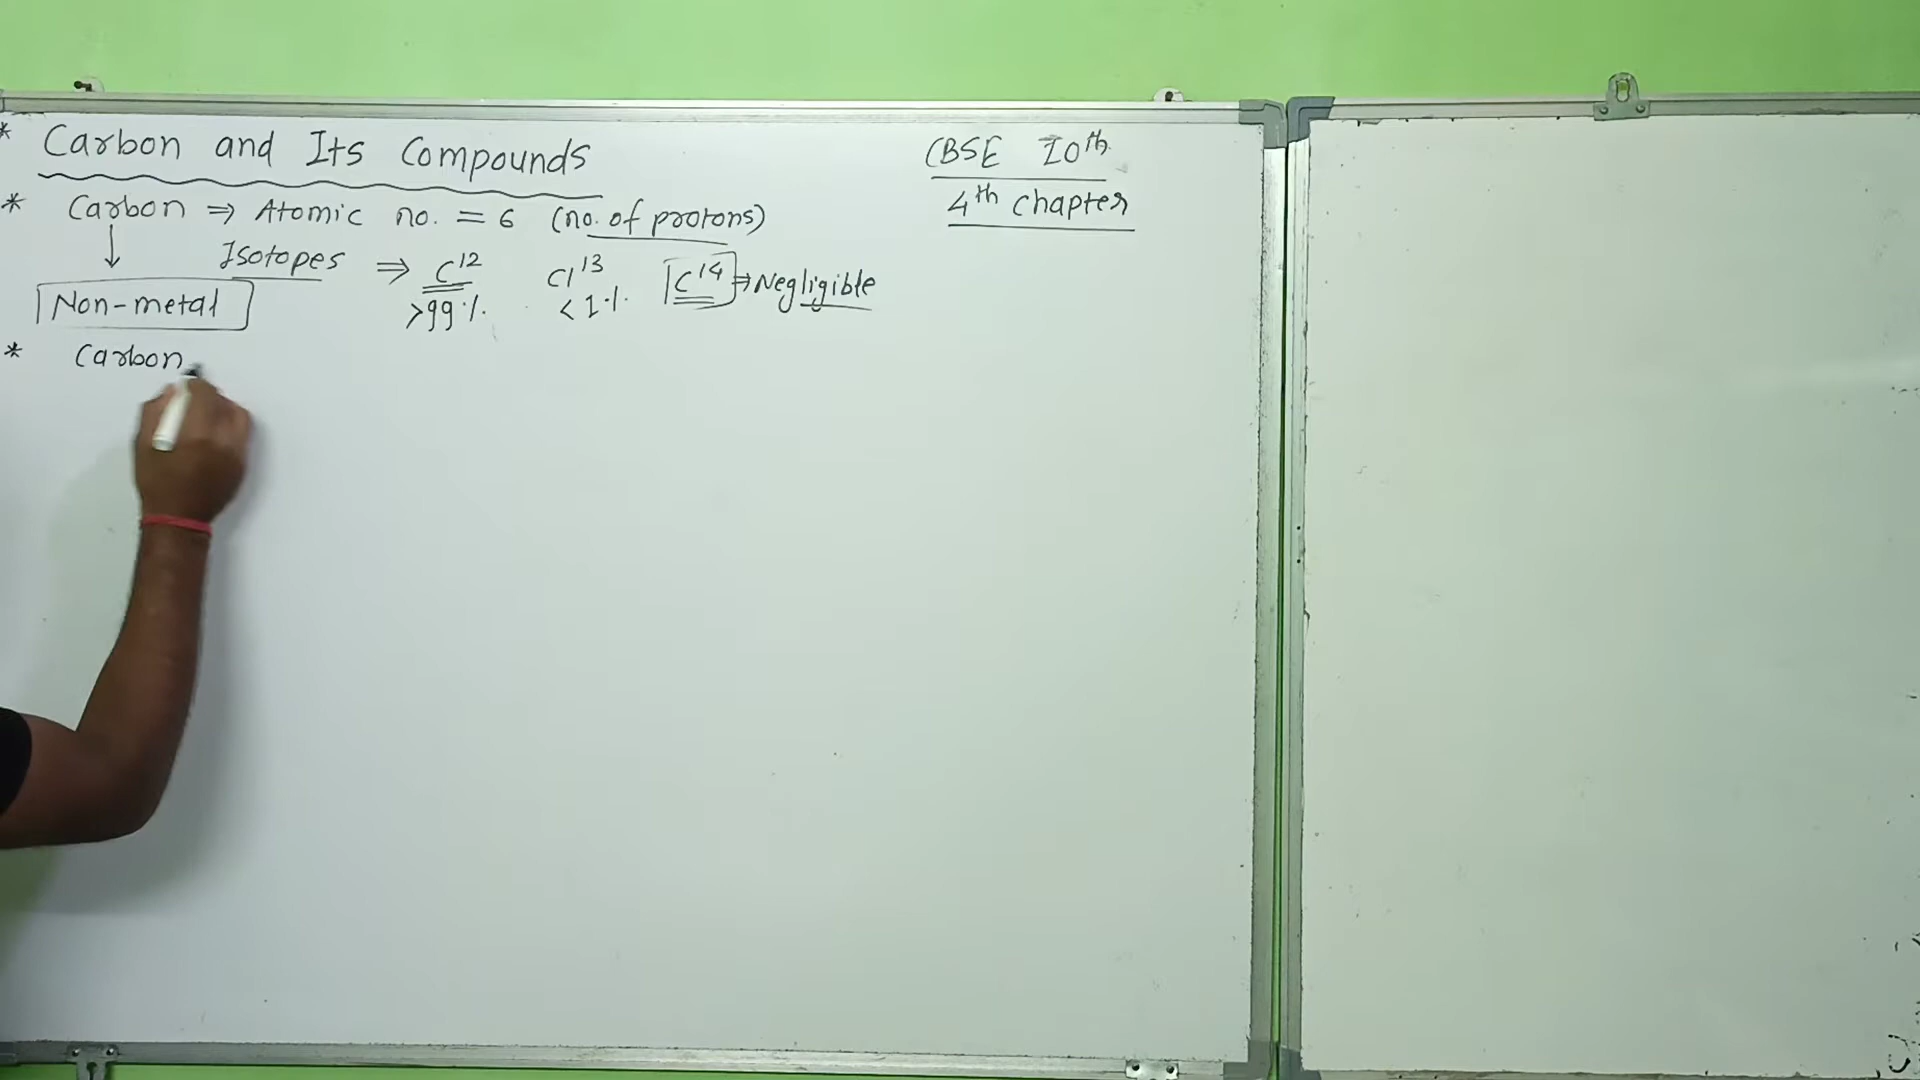 * Carbon and Its Compounds
CBSE 10th
4th chapter
* Carbon ⇒ Atomic no. = 6 (no. of protons)
↓
Isotopes ⇒ C12 C13 C14 ⇒ Negligible
>99% <1%
Non-metal
* Carbon